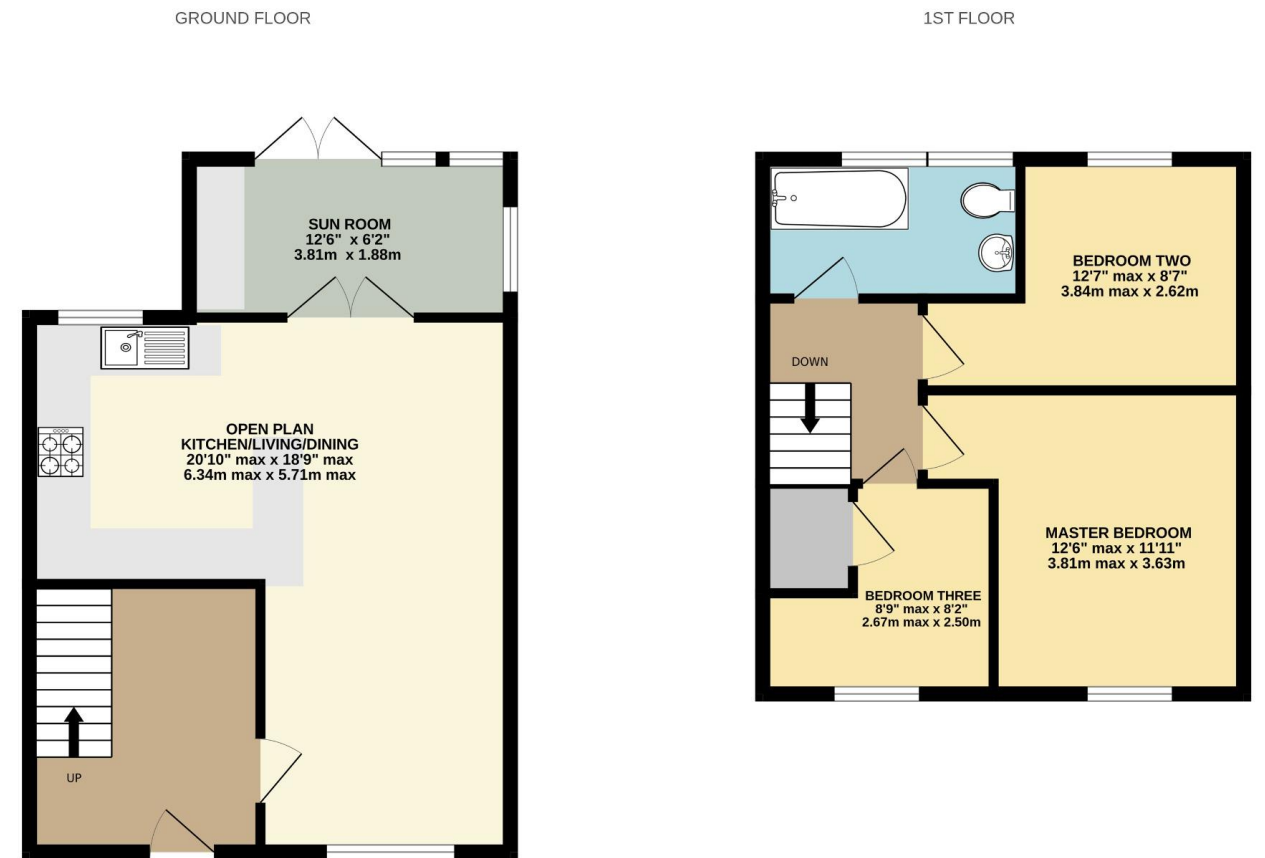 GROUND FLOOR
SUN ROOM
12'6" x 6'2"
3.81m x 1.88m
OPEN PLAN
KITCHEN/LIVING/DINING
20'10" max x 18'9" max
6.34m max x 5.71m max
UP
1ST FLOOR
BEDROOM TWO
12'7" max x 8'7"
3.84m max x 2.62m
DOWN
MASTER BEDROOM
12'6" max x 11'11"
3.81m max x 3.63m
BEDROOM THREE
8'9" max x 8'2"
2.67m max x 2.50m